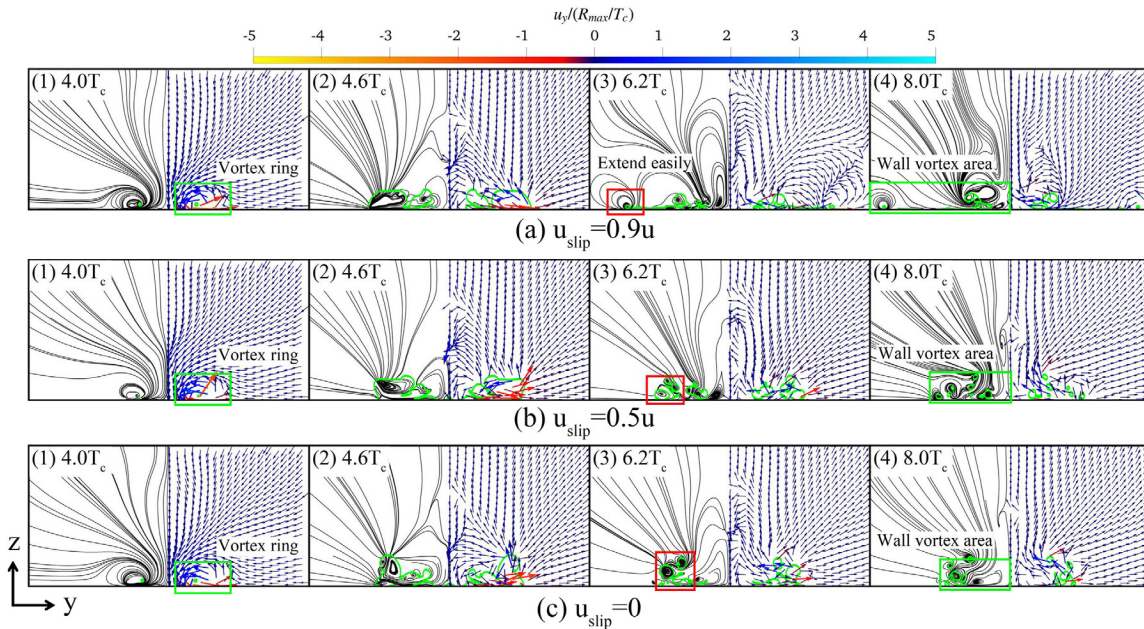 u_y/(R_max/T_c)
-5 -4 -3 -2 -1 0 1 2 3 4 5
(1) 4.0T_c (2) 4.6T_c (3) 6.2T_c (4) 8.0T_c
Vortex ring Extend easily Wall vortex area
(a) u_slip=0.9u
(1) 4.0T_c (2) 4.6T_c (3) 6.2T_c (4) 8.0T_c
Vortex ring Wall vortex area
(b) u_slip=0.5u
(1) 4.0T_c (2) 4.6T_c (3) 6.2T_c (4) 8.0T_c
Vortex ring Wall vortex area
z
y
(c) u_slip=0